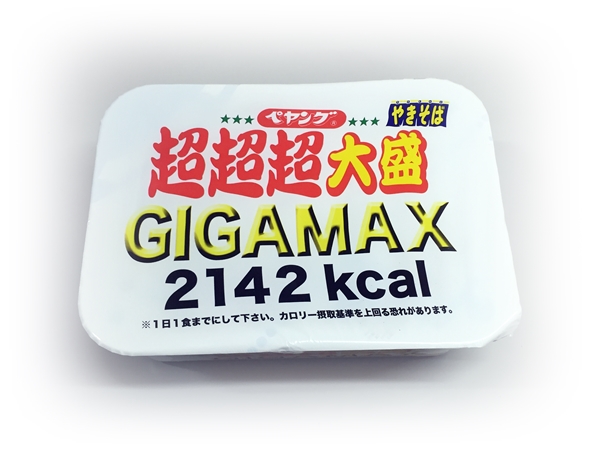 ★★★ペヤング®★★★
やきそば
超超超大盛
GIGAMAX
2142 kcal
※1日1食までにして下さい。カロリー摂取基準を上回る恐れがあります。